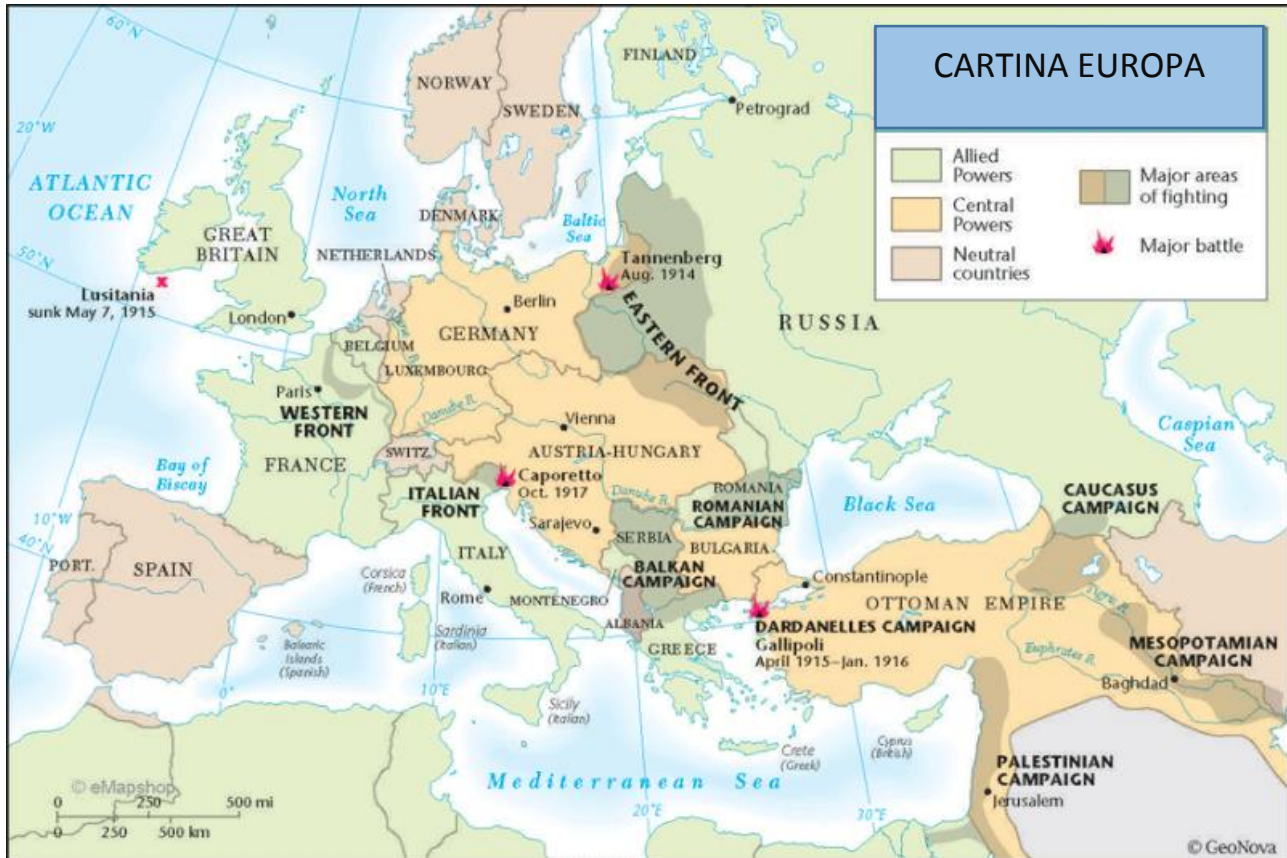 CARTINA EUROPA
Allied
Powers
Central
Powers
Neutral
countries
Major areas
of fighting
Major battle
60°N
20°W
50°N
10°W
40°N
0°
10°E
20°E
30°E
ATLANTIC
OCEAN
North
Sea
Baltic
Sea
NORWAY
SWEDEN
FINLAND
Petrograd
DENMARK
NETHERLANDS
GREAT
BRITAIN
London
Lusitania
sunk May 7, 1915
Tannenberg
Aug. 1914
EASTERN FRONT
RUSSIA
Berlin
GERMANY
BELGIUM
LUXEMBOURG
Paris
WESTERN
FRONT
FRANCE
Danube R.
Vienna
AUSTRIA-HUNGARY
SWITZ.
Caporetto
Oct. 1917
ITALIAN
FRONT
Danube R.
ROMANIA
ROMANIAN
CAMPAIGN
Sarajevo
SERBIA
BULGARIA
BALKAN
CAMPAIGN
Black Sea
Caspian
Sea
CAUCASUS
CAMPAIGN
Bay of
Biscay
PORT.
SPAIN
Corsica
(French)
ITALY
Rome
Sardinia
(Italian)
MONTENEGRO
ALBANIA
GREECE
Constantinople
OTTOMAN EMPIRE
DARDANELLES CAMPAIGN
Gallipoli
April 1915–Jan. 1916
Tigris R.
Euphrates R.
MESOPOTAMIAN
CAMPAIGN
Baghdad
Balearic
Islands
(Spanish)
Sicily
(Italian)
Crete
(Greek)
Cyprus
(British)
Mediterranean Sea
PALESTINIAN
CAMPAIGN
Jerusalem
© eMapshop
0 250 500 mi
0 250 500 km
© GeoNova